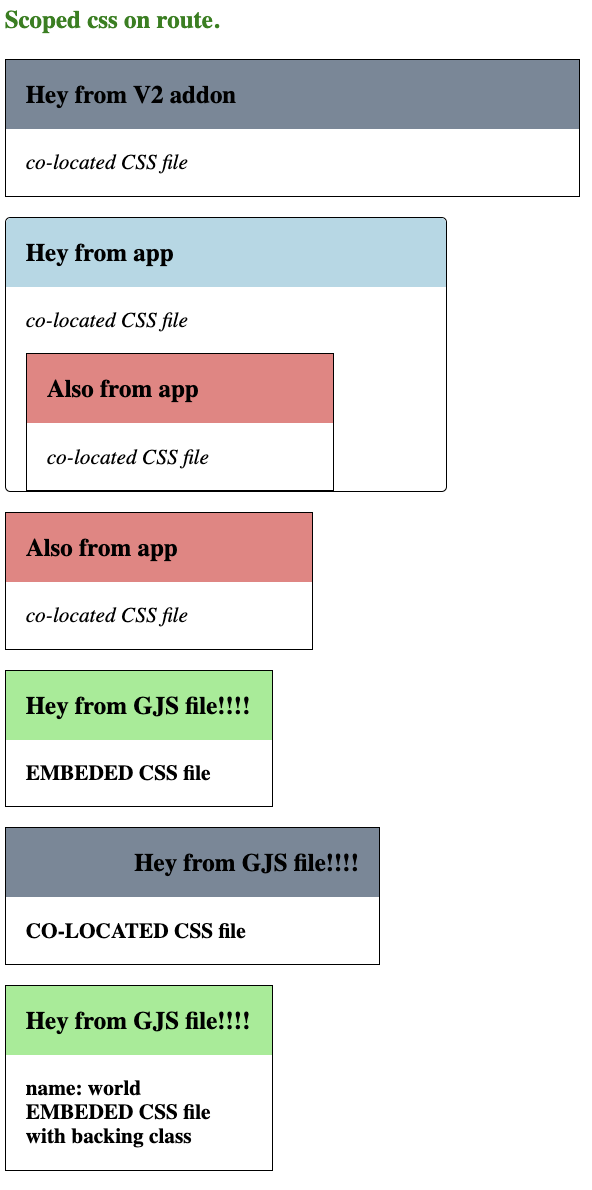 Scoped css on route.
Hey from V2 addon
co-located CSS file
Hey from app
co-located CSS file
Also from app
co-located CSS file
Also from app
co-located CSS file
Hey from GJS file!!!!
EMBEDED CSS file
Hey from GJS file!!!!
CO-LOCATED CSS file
Hey from GJS file!!!!
name: world
EMBEDED CSS file
with backing class